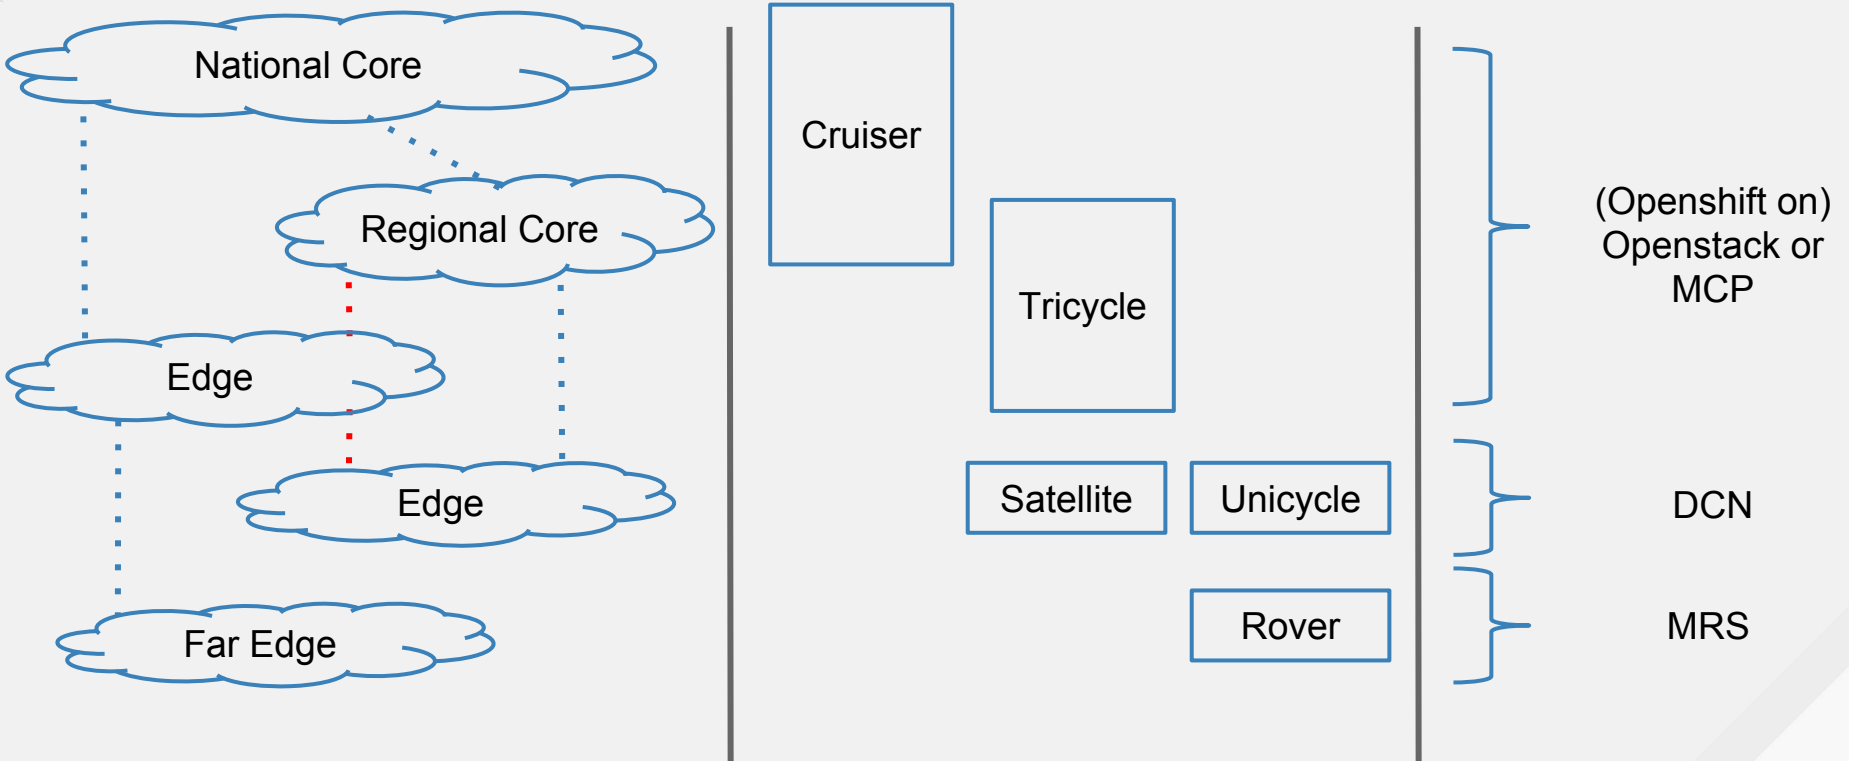 National Core
Regional Core
Edge
Edge
Far Edge
Cruiser
Tricycle
Satellite
Unicycle
Rover
(Openshift on)
Openstack or
MCP
DCN
MRS